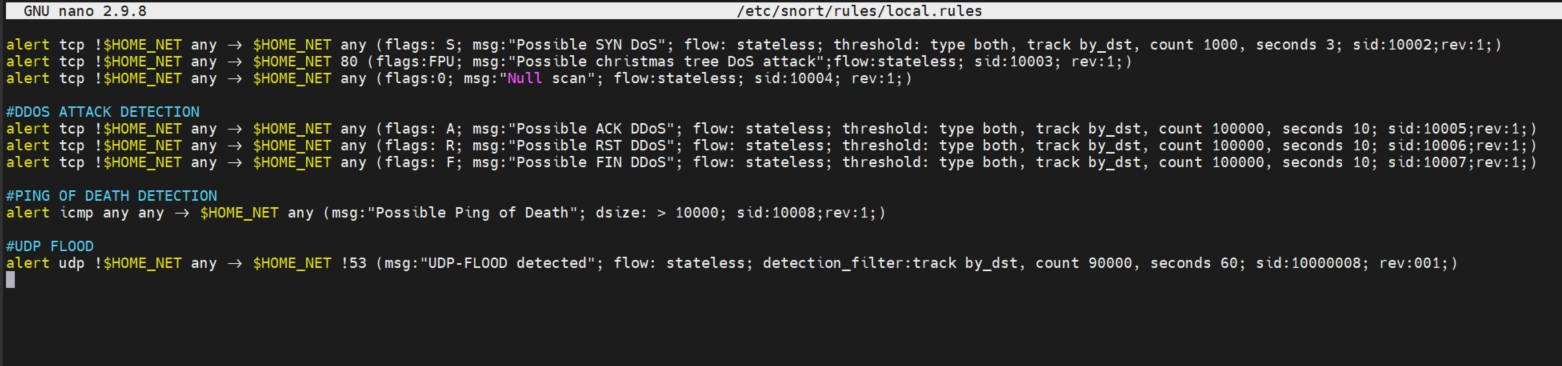 GNU nano 2.9.8 /etc/snort/rules/local.rules
alert tcp !$HOME_NET any -> $HOME_NET any (flags: S; msg:"Possible SYN DoS"; flow: stateless; threshold: type both, track by_dst, count 1000, seconds 3; sid:10002;rev:1;)
alert tcp !$HOME_NET any -> $HOME_NET 80 (flags:FPU; msg:"Possible christmas tree DoS attack";flow:stateless; sid:10003; rev:1;)
alert tcp !$HOME_NET any -> $HOME_NET any (flags:0; msg:"Null scan"; flow:stateless; sid:10004; rev:1;)
#DDOS ATTACK DETECTION
alert tcp !$HOME_NET any -> $HOME_NET any (flags: A; msg:"Possible ACK DDoS"; flow: stateless; threshold: type both, track by_dst, count 100000, seconds 10; sid:10005;rev:1;)
alert tcp !$HOME_NET any -> $HOME_NET any (flags: R; msg:"Possible RST DDoS"; flow: stateless; threshold: type both, track by_dst, count 100000, seconds 10; sid:10006;rev:1;)
alert tcp !$HOME_NET any -> $HOME_NET any (flags: F; msg:"Possible FIN DDoS"; flow: stateless; threshold: type both, track by_dst, count 100000, seconds 10; sid:10007;rev:1;)
#PING OF DEATH DETECTION
alert icmp any any -> $HOME_NET any (msg:"Possible Ping of Death"; dsize: > 10000; sid:10008;rev:1;)
#UDP FLOOD
alert udp !$HOME_NET any -> $HOME_NET !53 (msg:"UDP-FLOOD detected"; flow: stateless; detection_filter:track by_dst, count 90000, seconds 60; sid:10000008; rev:001;)